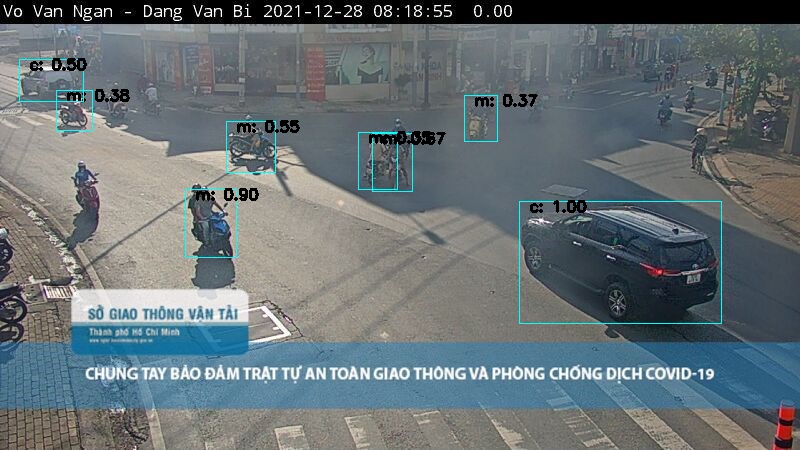 Vo Van Ngan - Dang Van Bi 2021-12-28 08:18:55  0.00
c: 0.50
m: 0.38
m: 0.55
m: 0.37
m: 0.90
c: 1.00
SỞ GIAO THÔNG VẬN TẢI
Thành phố Hồ Chí Minh
CHUNG TAY BẢO ĐẢM TRẬT TỰ AN TOÀN GIAO THÔNG VÀ PHÒNG CHỐNG DỊCH COVID-19